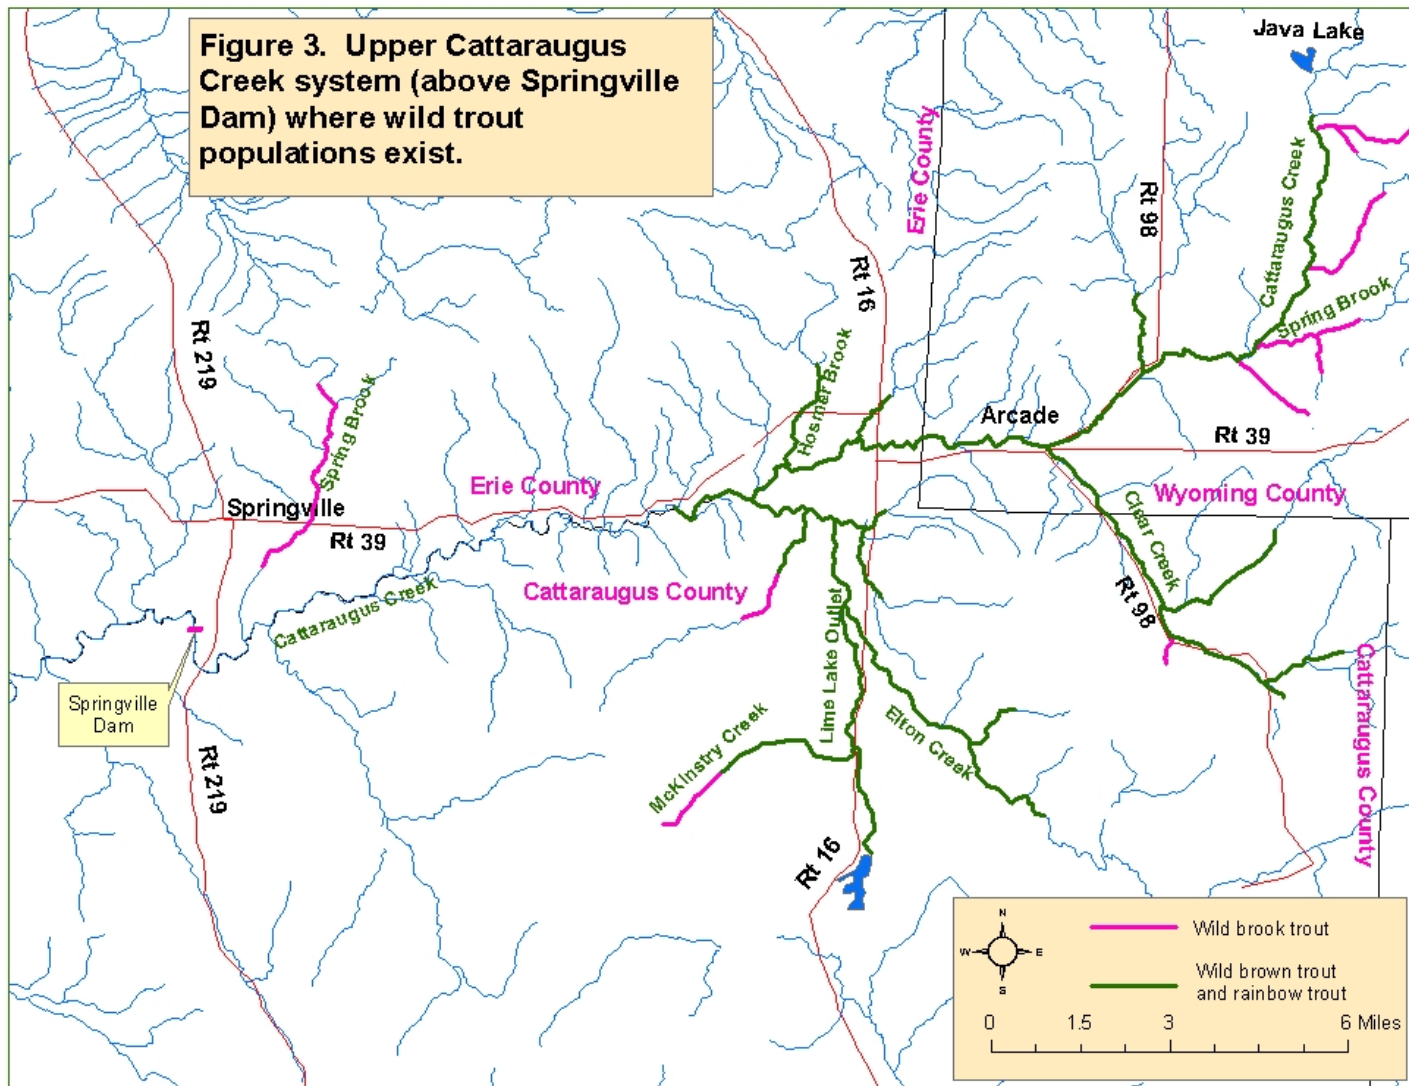 Figure 3.  Upper Cattaraugus
Creek system (above Springville
Dam) where wild trout
populations exist.
Java Lake
Erie County
Rt 98
Cattaraugus Creek
Rt 16
Spring Brook
Rt 219
Hosmer Brook
Spring Brook
Arcade
Rt 39
Erie County
Wyoming County
Springville
Rt 39
Clear Creek
Cattaraugus County
Cattaraugus Creek
Rt 98
Lime Lake Outlet
Cattaraugus County
Springville
Dam
Elton Creek
McKinstry Creek
Rt 219
Rt 16
N
W
E
S
Wild brook trout
Wild brown trout
and rainbow trout
0 1.5 3 6 Miles